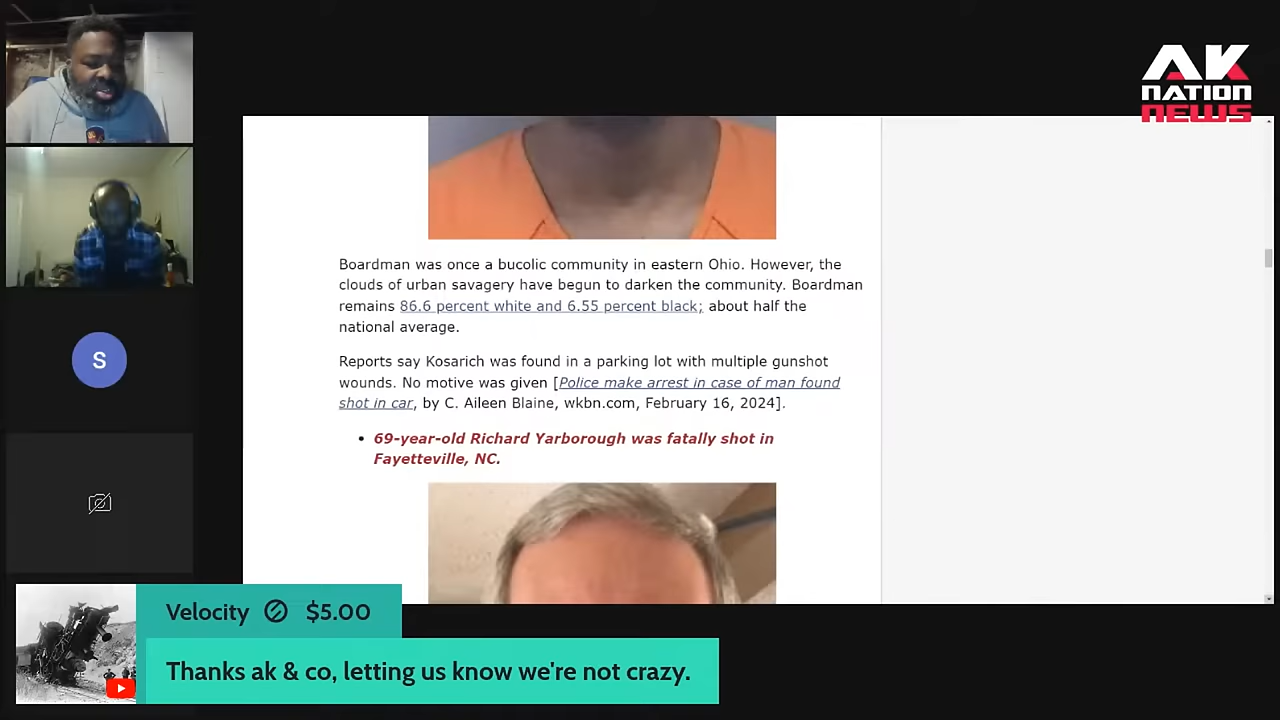 AK
NATION
NEWS
Boardman was once a bucolic community in eastern Ohio. However, the
clouds of urban savagery have begun to darken the community. Boardman
remains 86.6 percent white and 6.55 percent black; about half the
national average.
Reports say Kosarich was found in a parking lot with multiple gunshot
wounds. No motive was given [Police make arrest in case of man found
shot in car, by C. Aileen Blaine, wkbn.com, February 16, 2024].
• 69-year-old Richard Yarborough was fatally shot in
Fayetteville, NC.
S
Velocity $5.00
Thanks ak & co, letting us know we're not crazy.